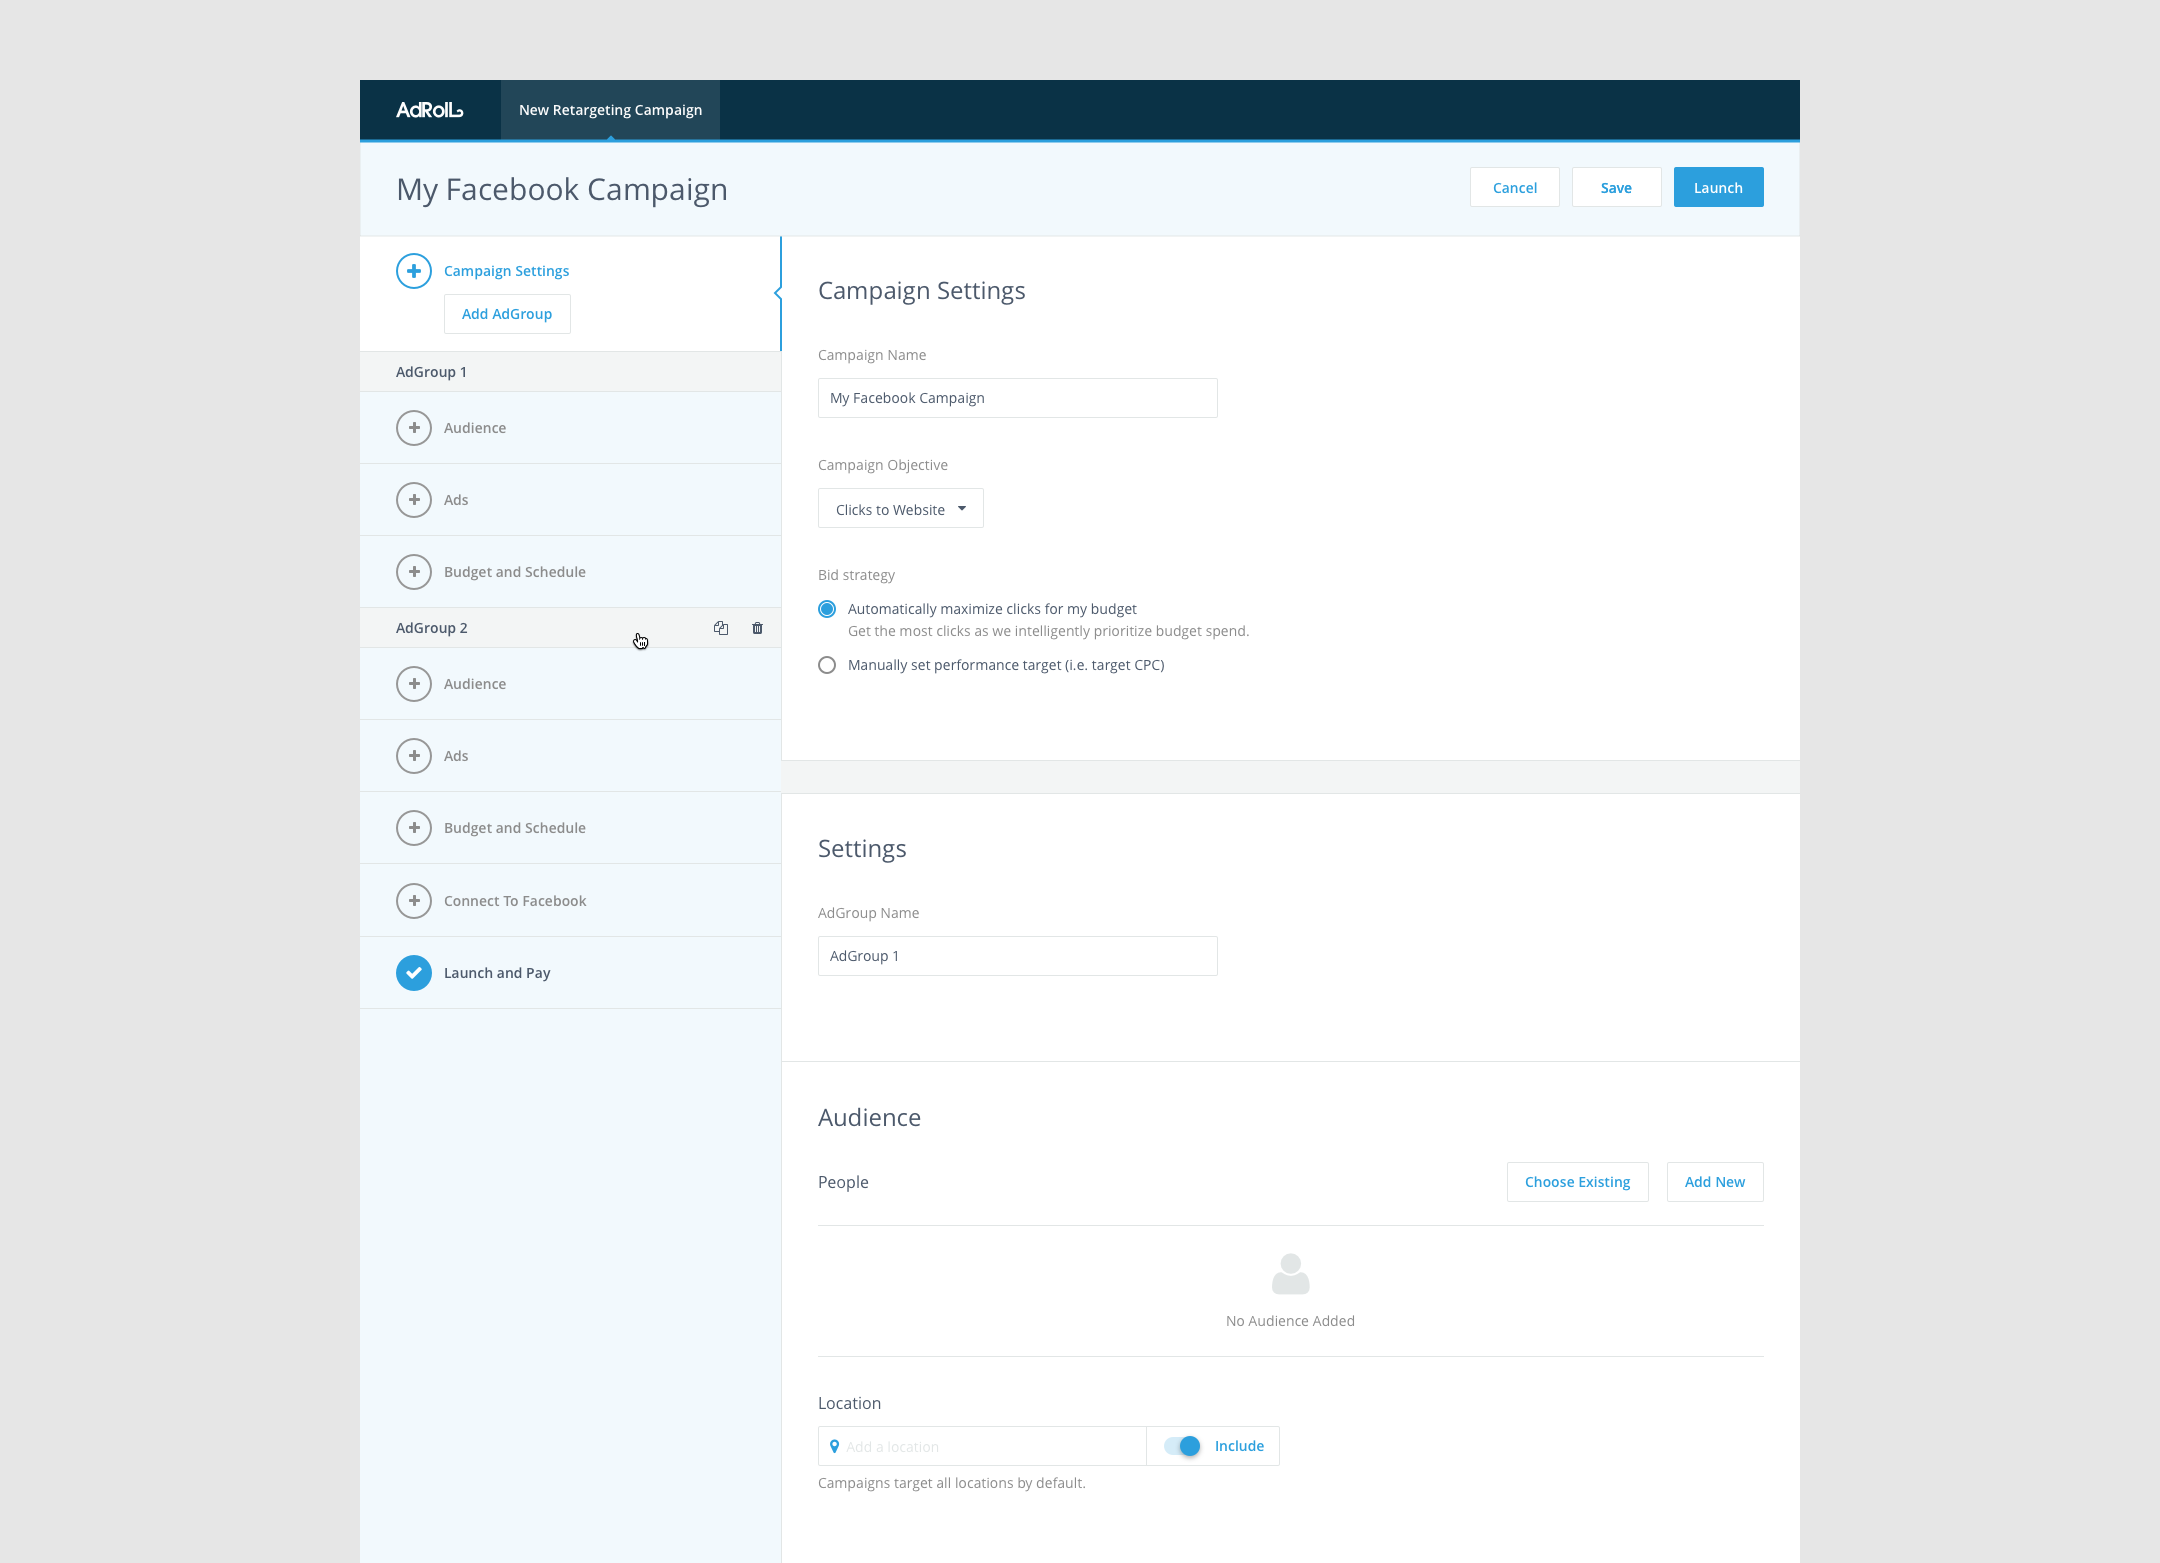 AdRoll
New Retargeting Campaign
My Facebook Campaign
Cancel
Save
Launch
Campaign Settings
Add AdGroup
AdGroup 1
Audience
Ads
Budget and Schedule
AdGroup 2
Audience
Ads
Budget and Schedule
Connect To Facebook
Launch and Pay
Campaign Settings
Campaign Name
My Facebook Campaign
Campaign Objective
Clicks to Website
Bid strategy
Automatically maximize clicks for my budget
Get the most clicks as we intelligently prioritize budget spend.
Manually set performance target (i.e. target CPC)
Settings
AdGroup Name
AdGroup 1
Audience
People
Choose Existing
Add New
No Audience Added
Location
Add a location
Include
Campaigns target all locations by default.